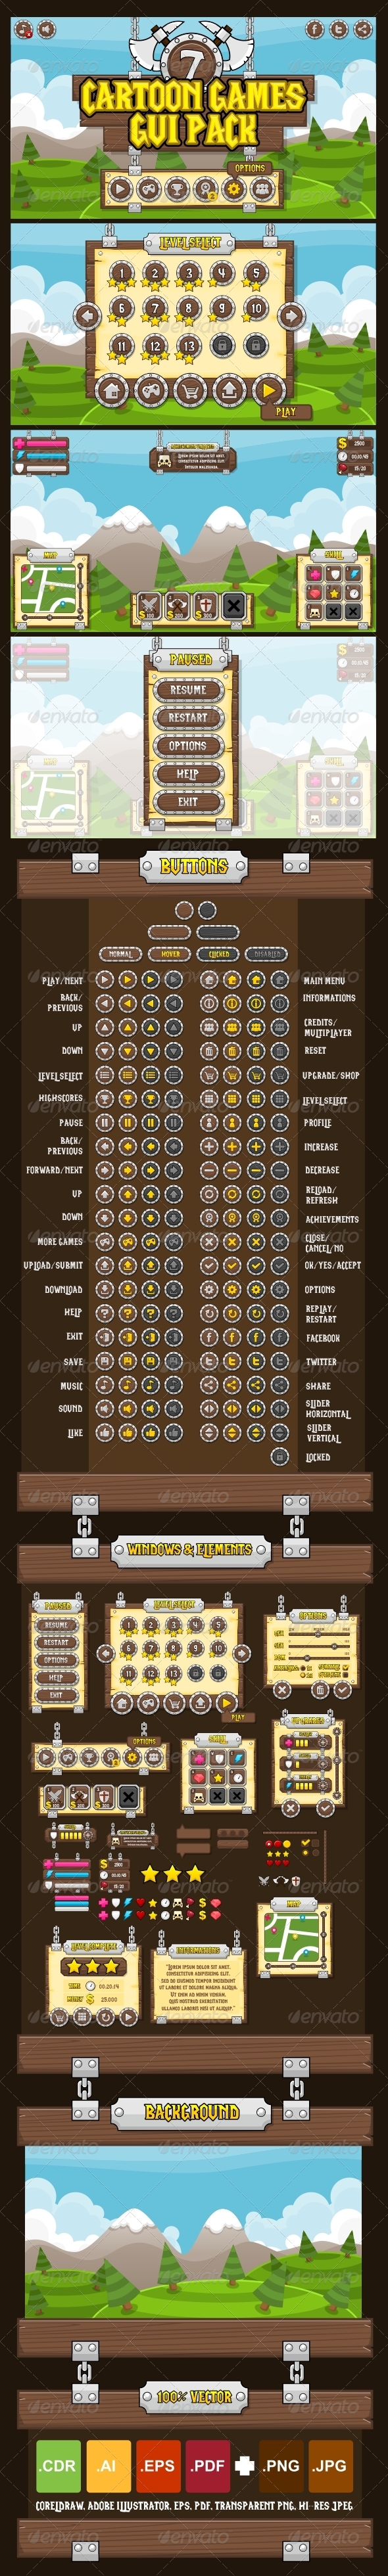 7
CARTOON GAMES
GUI PACK
OPTIONS
LEVEL SELECT
1 2 3 4 5
6 7 8 9 10
11 12 13
PLAY
2500
00:10:45
15/20
MAP
SKILL
PAUSED
RESUME
RESTART
OPTIONS
HELP
EXIT
BUTTONS
NORMAL HOVER CLICKED DISABLED
PLAY/NEXT
MAIN MENU
BACK/
PREVIOUS
INFORMATIONS
UP
CREDITS/
MULTIPLAYER
DOWN
RESET
LEVEL SELECT
UPGRADE/SHOP
HIGHSCORES
LEVEL SELECT
PAUSE
PROFILE
BACK/
PREVIOUS
INCREASE
FORWARD/NEXT
DECREASE
UP
RELOAD/
REFRESH
DOWN
ACHIEVEMENTS
MORE GAMES
CLOSE/
CANCEL/NO
UPLOAD/SUBMIT
OK/YES/ACCEPT
DOWNLOAD
OPTIONS
HELP
REPLAY/
RESTART
EXIT
FACEBOOK
SAVE
TWITTER
MUSIC
SHARE
SOUND
SLIDER
HORIZONTAL
LIKE
SLIDER
VERTICAL
LOCKED
WINDOWS & ELEMENTS
PAUSED
RESUME
RESTART
OPTIONS
HELP
EXIT
LEVEL SELECT
1 2 3 4 5
6 7 8 9 10
11 12 13
PLAY
OPTIONS
OPTIONS
SKILL
UPGRADES
MAP
LEVEL COMPLETE
TIME 00:20:14
MONEY $ 25,000
INFORMATIONS
"LOREM IPSUM DOLOR SIT AMET,
CONSECTETUR ADIPISICING ELIT,
SED DO EIUSMOD TEMPOR INCIDIDUNT
UT LABORE ET DOLORE MAGNA ALIQUA.
UT ENIM AD MINIM VENIAM,
QUIS NOSTRUD EXERCITATION
ULLAMCO LABORIS NISI UT ALIQUIP."
BACKGROUND
100% VECTOR
.CDR .AI .EPS .PDF .PNG .JPG
CORELDRAW, ADOBE ILLUSTRATOR, EPS, PDF, TRANSPARENT PNG, HI-RES JPEG
envato